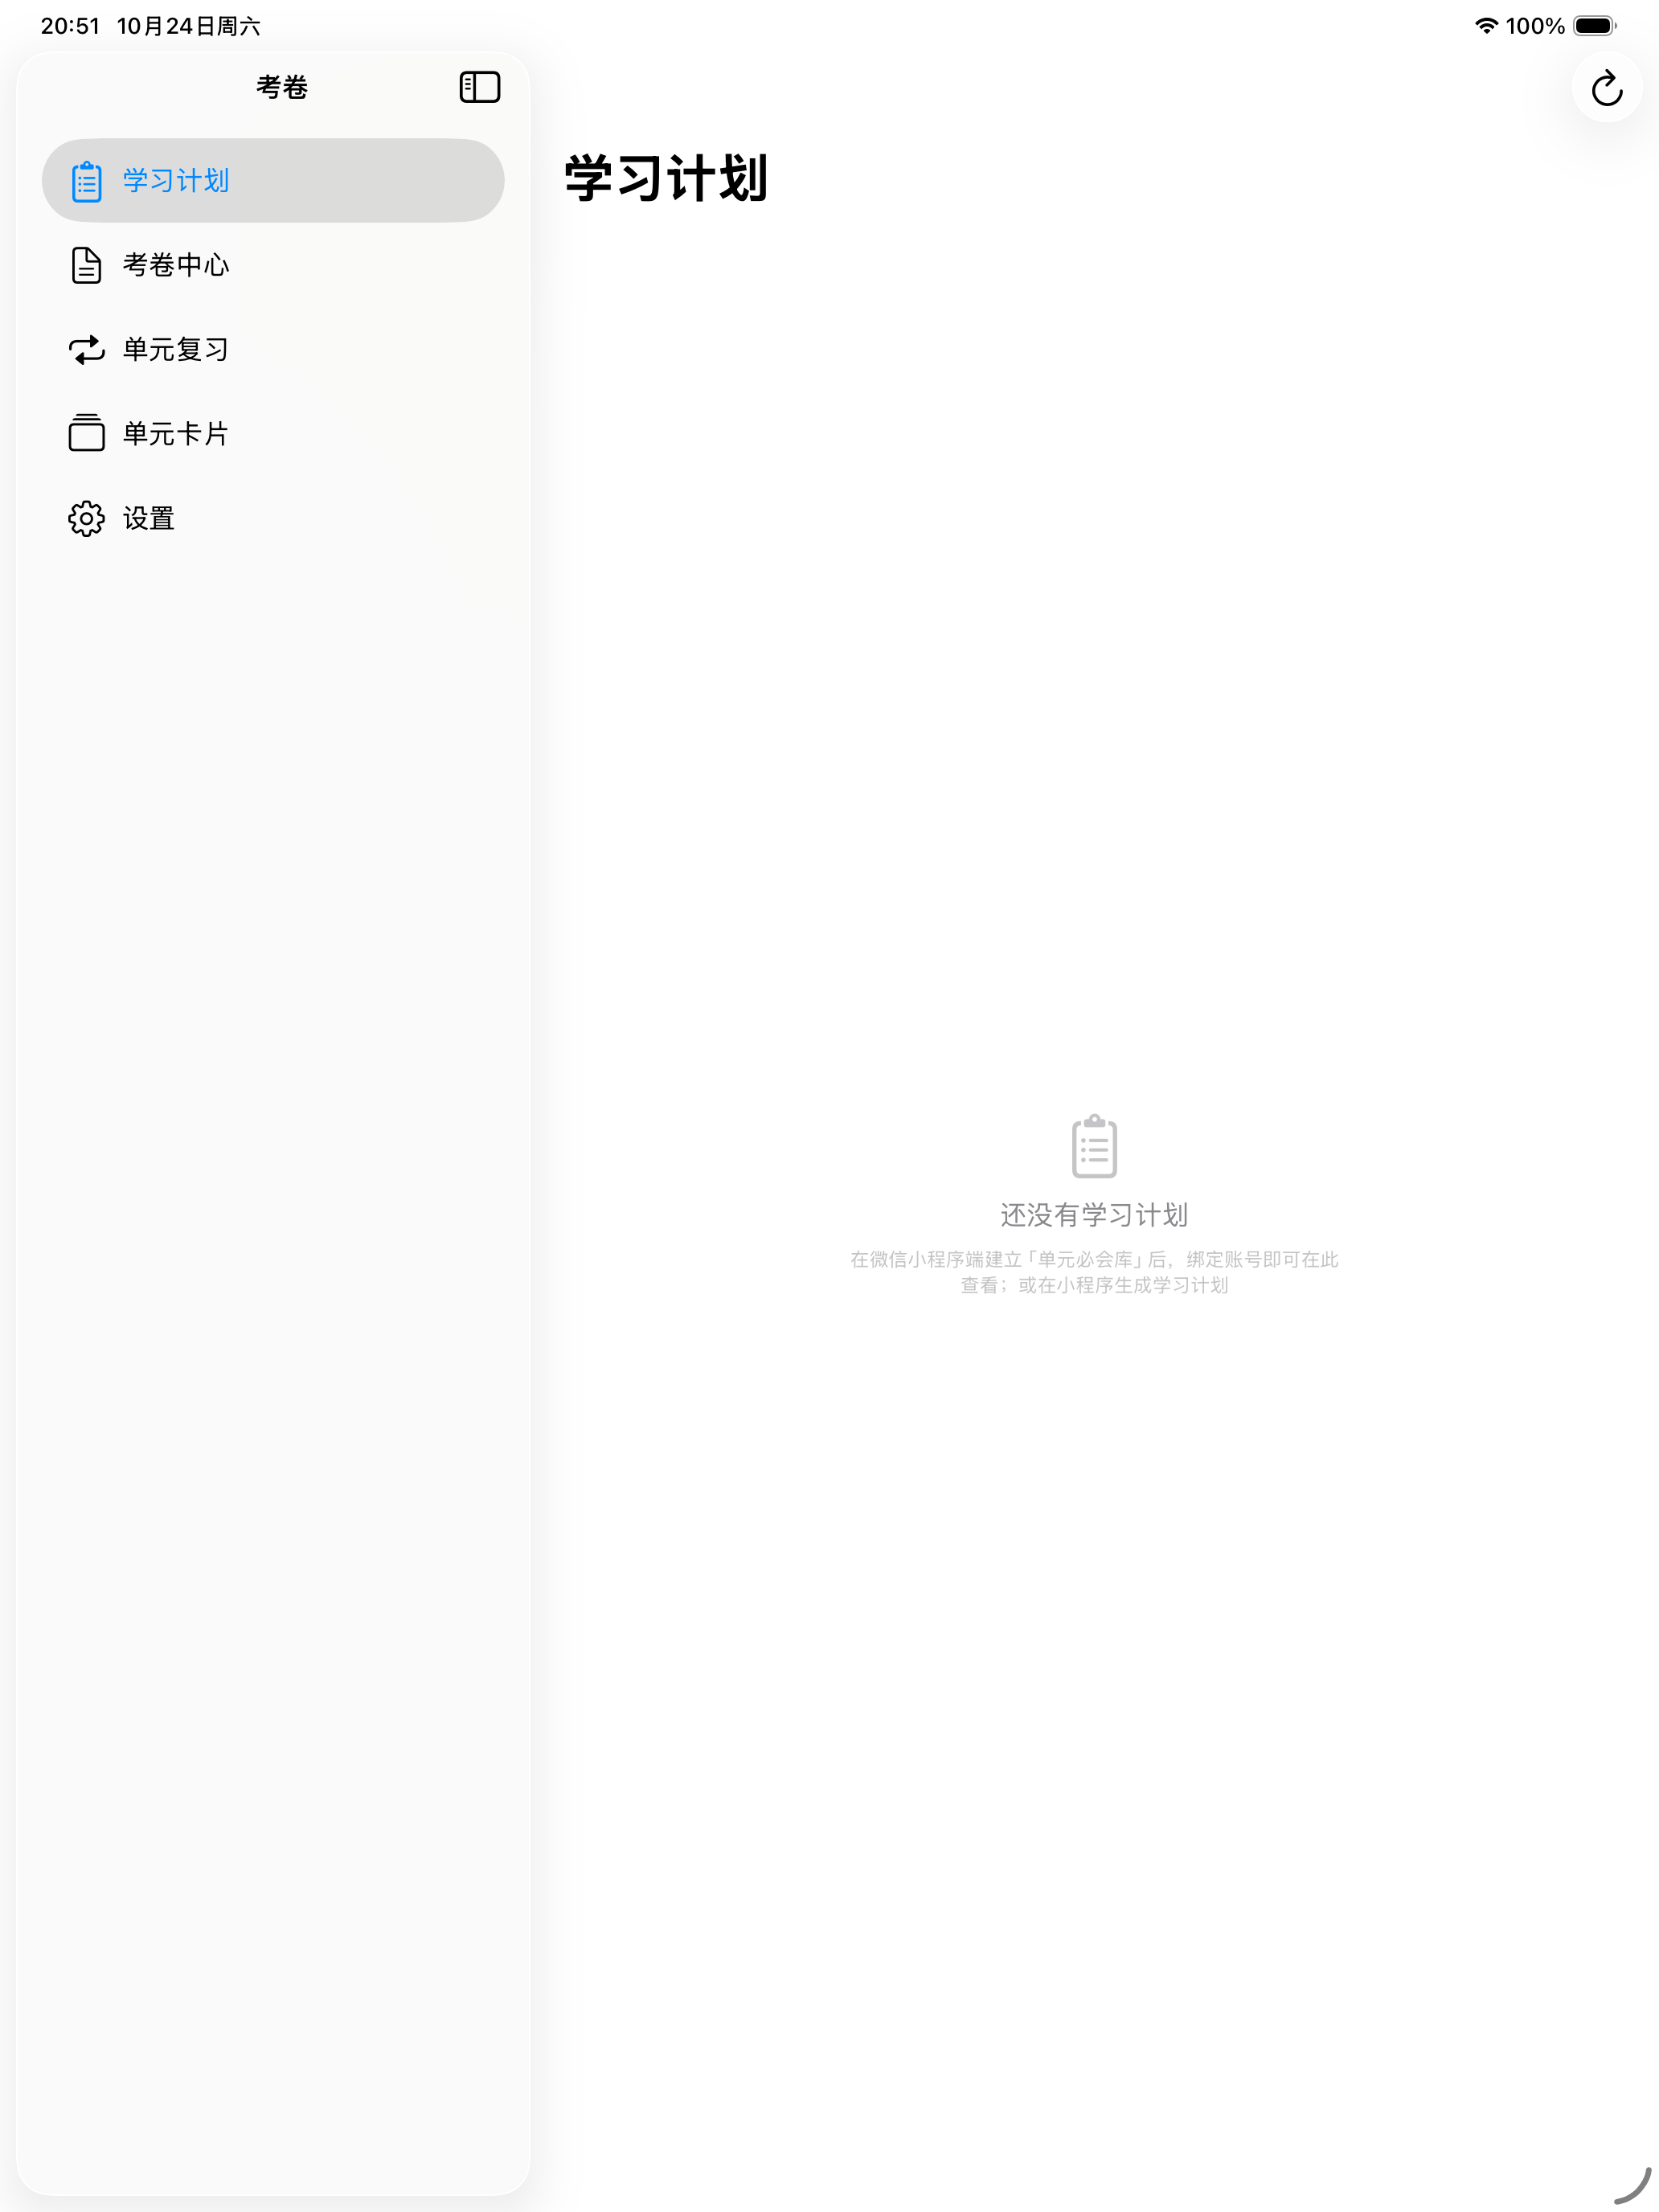 20:51 10月24日周六
100%
考卷
学习计划
考卷中心
单元复习
单元卡片
设置
学习计划
还没有学习计划
在微信小程序端建立「单元必会库」后，绑定账号即可在此
查看；或在小程序生成学习计划